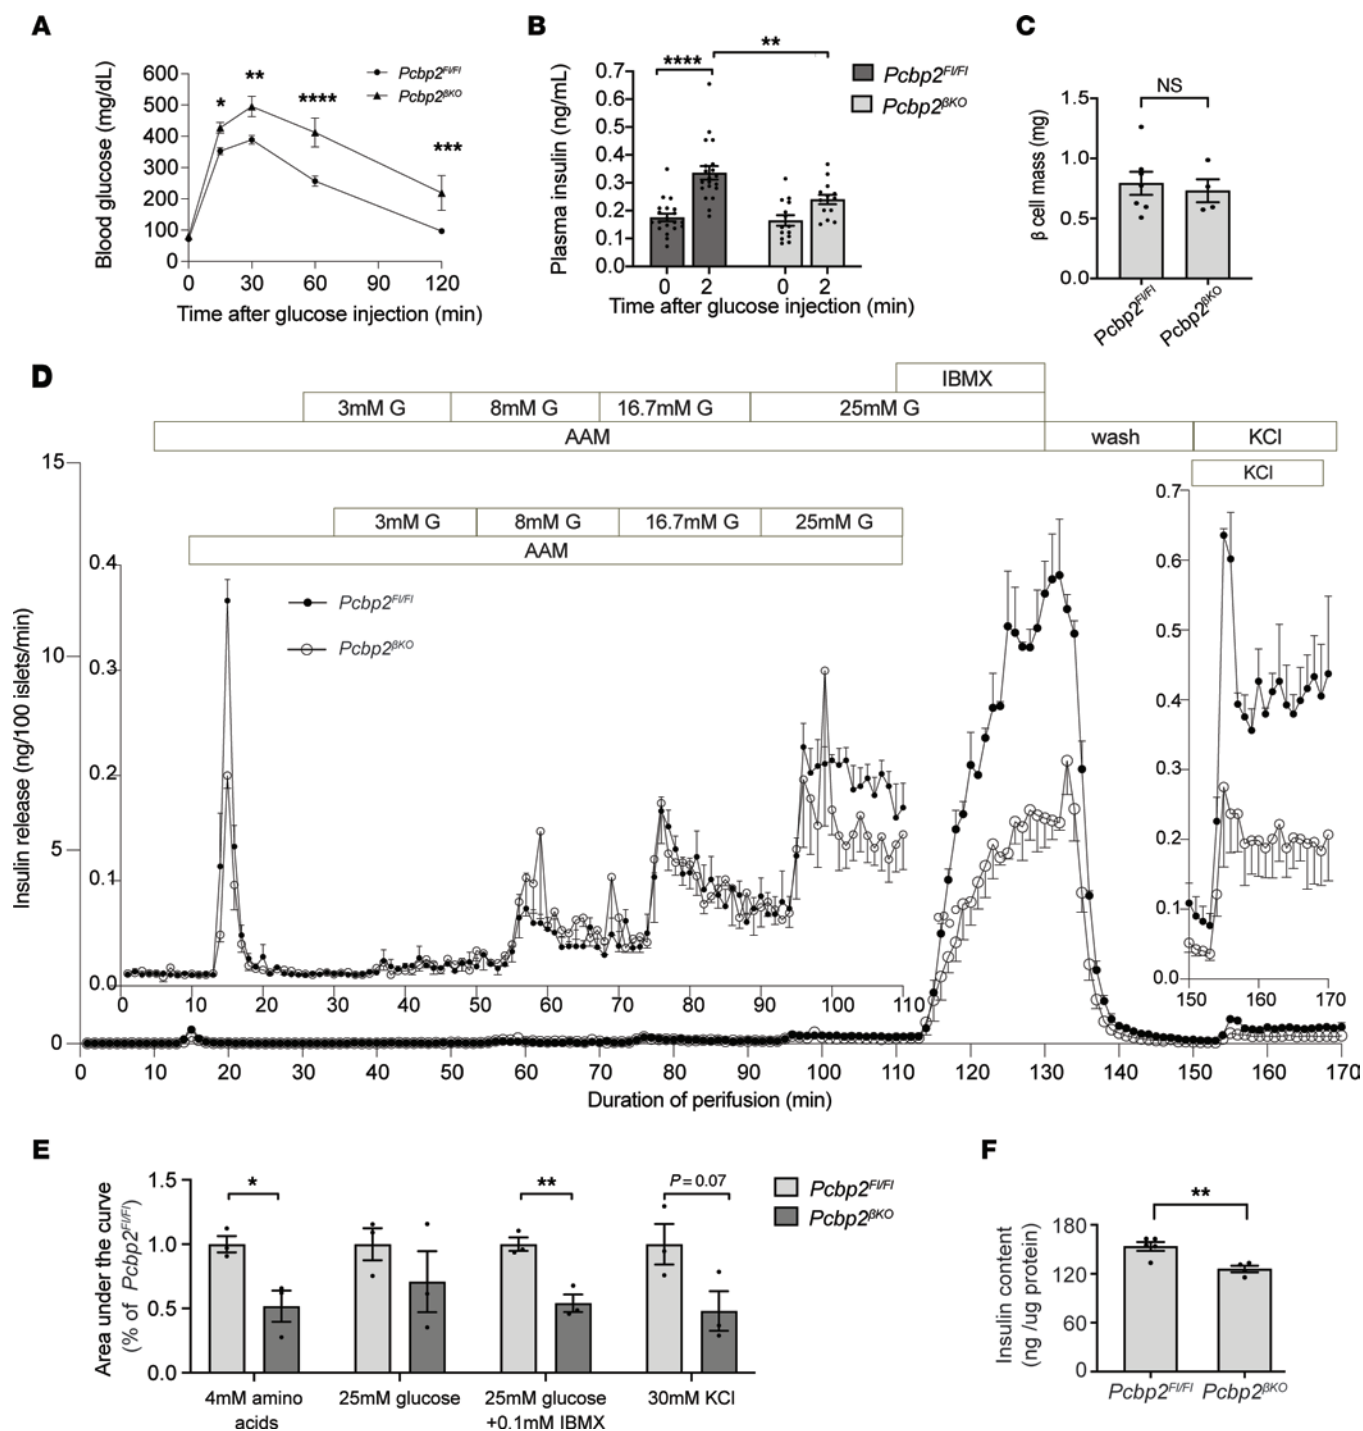 A
Blood glucose (mg/dL)
600
500
400
300
200
100
0
*
**
****
***
Pcbp2Fl/Fl
Pcbp2βKO
0 30 60 90 120
Time after glucose injection (min)
B
Plasma insulin (ng/mL)
0.7
0.6
0.5
0.4
0.3
0.2
0.1
0.0
****
**
Pcbp2Fl/Fl
Pcbp2βKO
0 2 0 2
Time after glucose injection (min)
C
β cell mass (mg)
1.5
1.0
0.5
0.0
NS
Pcbp2Fl/Fl
Pcbp2βKO
D
IBMX
3mM G 8mM G 16.7mM G 25mM G
AAM wash KCl
Insulin release (ng/100 islets/min)
15
10
5
0
3mM G 8mM G 16.7mM G 25mM G
AAM
0.4
0.3
0.2
0.1
0.0
Pcbp2Fl/Fl
Pcbp2βKO
0 10 20 30 40 50 60 70 80 90 100 110
KCl
0.7
0.6
0.5
0.4
0.3
0.2
0.1
0.0
150 160 170
0 10 20 30 40 50 60 70 80 90 100 110 120 130 140 150 160 170
Duration of perifusion (min)
E
Area under the curve
(% of Pcbp2Fl/Fl)
1.5
1.0
0.5
0.0
*
**
P = 0.07
Pcbp2Fl/Fl
Pcbp2βKO
4mM amino
acids
25mM glucose
25mM glucose
+0.1mM IBMX
30mM KCl
F
Insulin content
(ng /ug protein)
180
120
60
0
**
Pcbp2Fl/Fl Pcbp2βKO